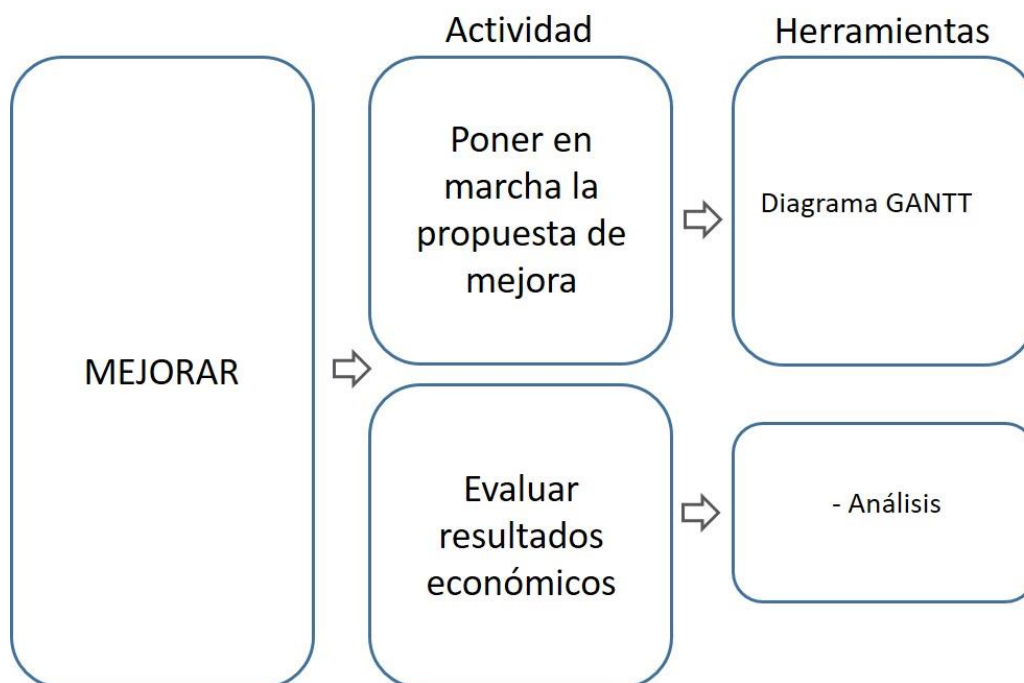 Actividad
Herramientas
MEJORAR
Poner en
marcha la
propuesta de
mejora
Diagrama GANTT
Evaluar
resultados
económicos
- Análisis